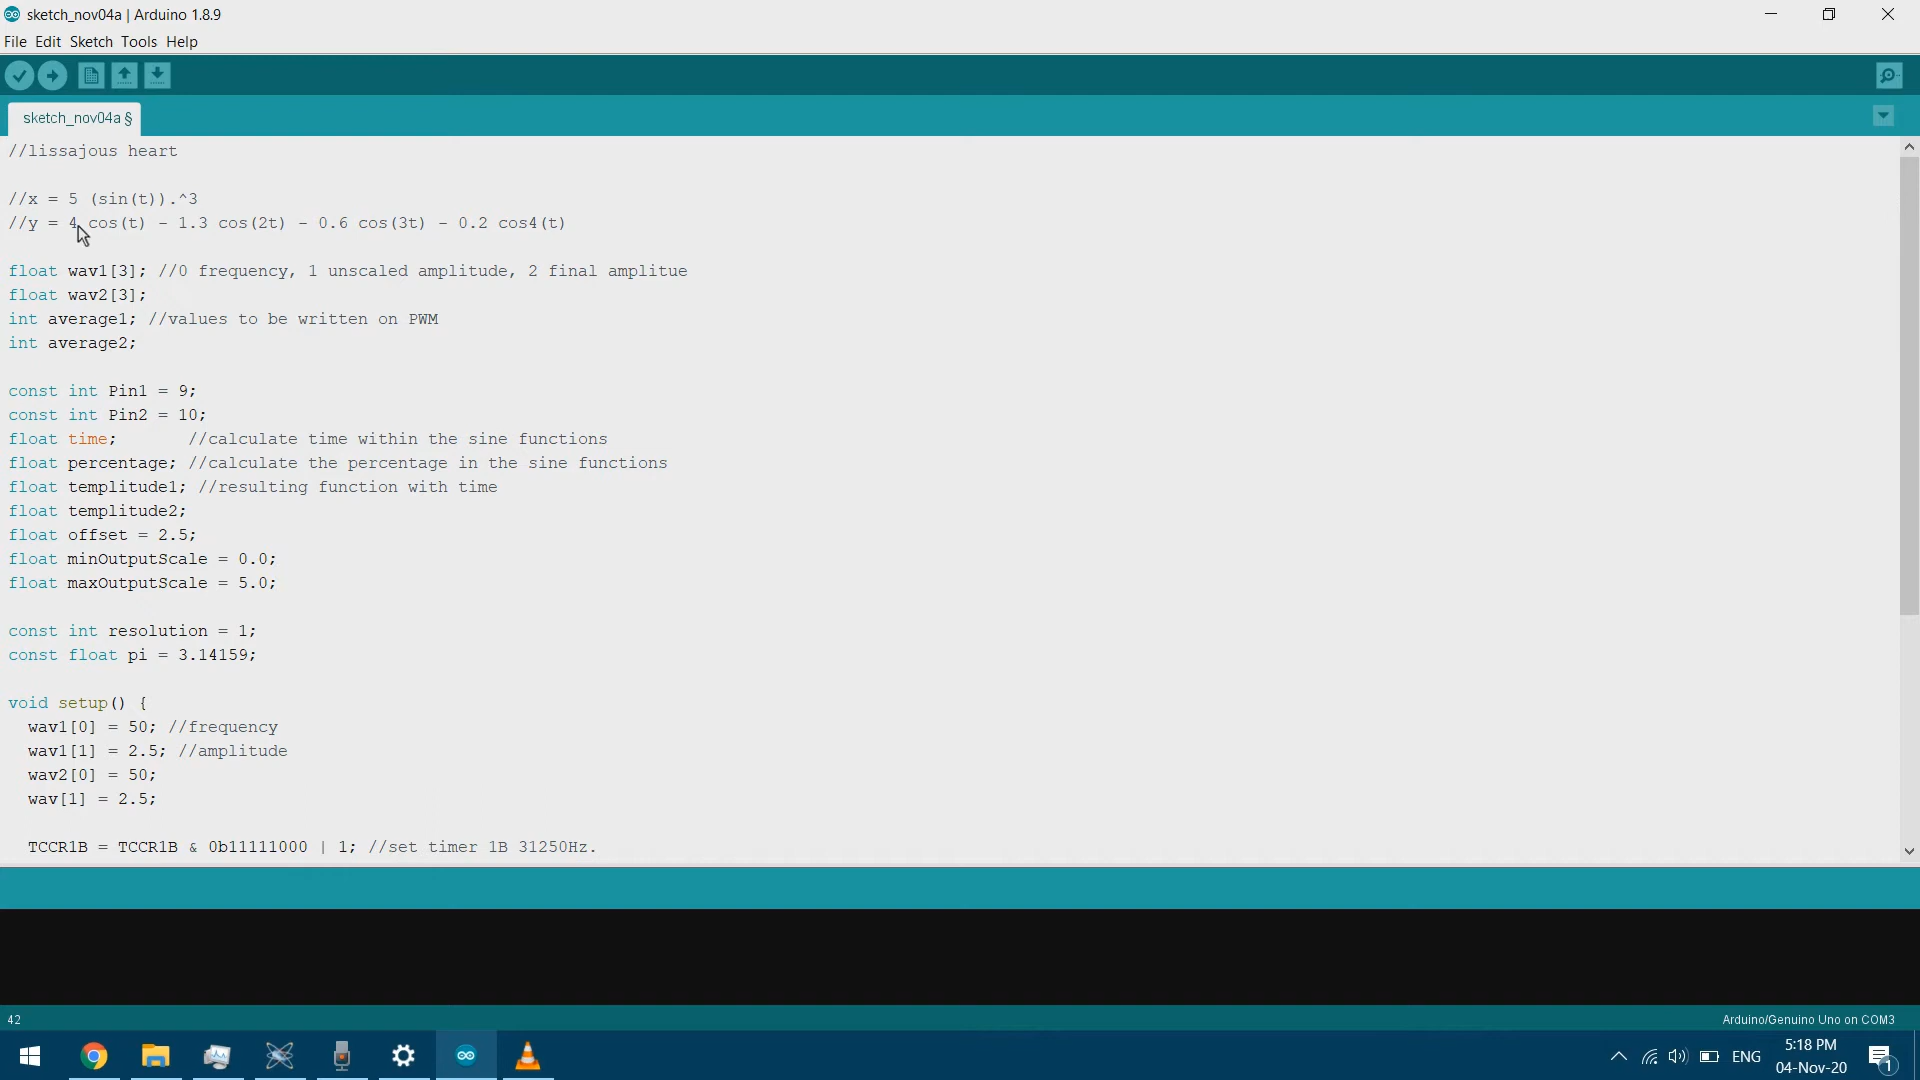 sketch_nov04a | Arduino 1.8.9
File Edit Sketch Tools Help
sketch_nov04a §
//lissajous heart
//x = 5 (sin(t)).^3
//y = 4 cos(t) - 1.3 cos(2t) - 0.6 cos(3t) - 0.2 cos4(t)
float wav1[3]; //0 frequency, 1 unscaled amplitude, 2 final amplitue
float wav2[3];
int average1; //values to be written on PWM
int average2;
const int Pin1 = 9;
const int Pin2 = 10;
float time;       //calculate time within the sine functions
float percentage; //calculate the percentage in the sine functions
float templitude1; //resulting function with time
float templitude2;
float offset = 2.5;
float minOutputScale = 0.0;
float maxOutputScale = 5.0;
const int resolution = 1;
const float pi = 3.14159;
void setup() {
  wav1[0] = 50; //frequency
  wav1[1] = 2.5; //amplitude
  wav2[0] = 50;
  wav[1] = 2.5;
  TCCR1B = TCCR1B & 0b11111000 | 1; //set timer 1B 31250Hz.
42
Arduino/Genuino Uno on COM3
ENG
5:18 PM
04-Nov-20
1